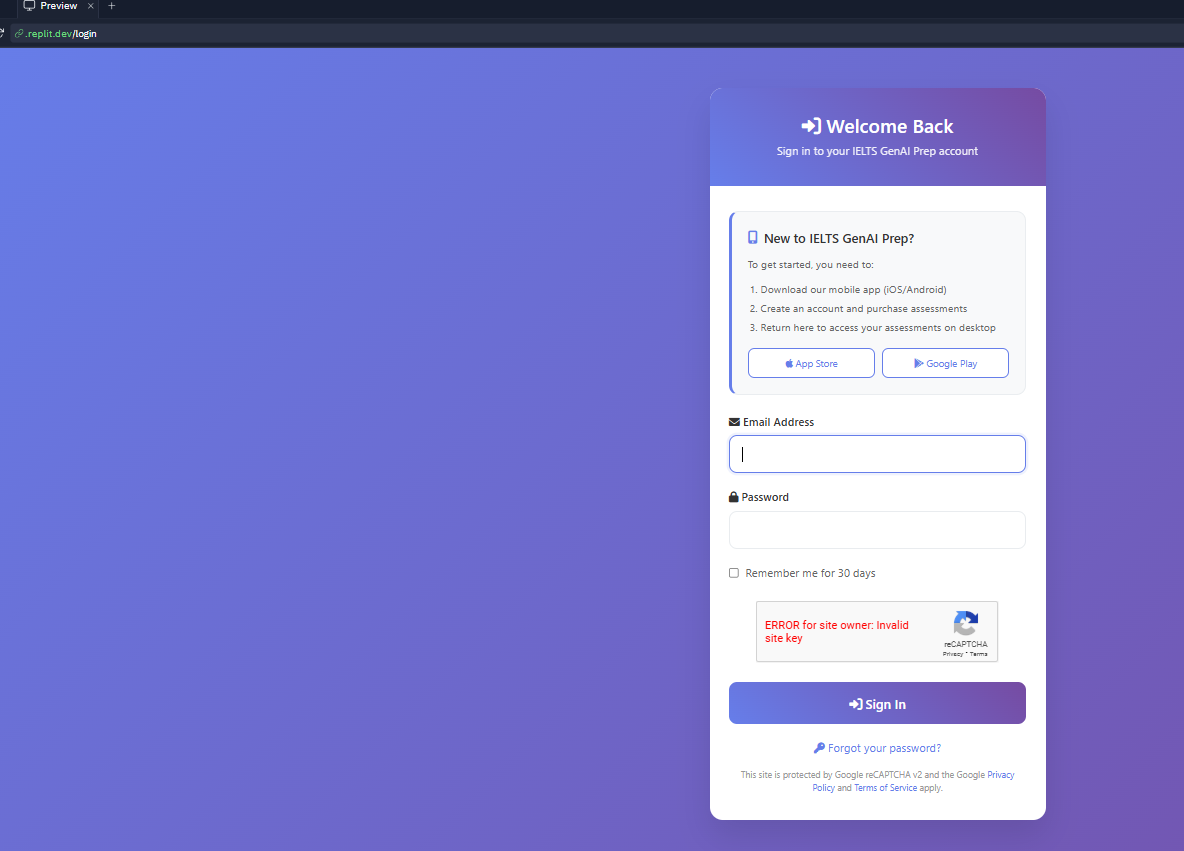 Preview × +
.replit.dev/login
Welcome Back
Sign in to your IELTS GenAI Prep account
New to IELTS GenAI Prep?
To get started, you need to:
1. Download our mobile app (iOS/Android)
2. Create an account and purchase assessments
3. Return here to access your assessments on desktop
App Store
Google Play
Email Address
Password
Remember me for 30 days
ERROR for site owner: Invalid
site key
reCAPTCHA
Privacy - Terms
Sign In
Forgot your password?
This site is protected by Google reCAPTCHA v2 and the Google Privacy
Policy and Terms of Service apply.